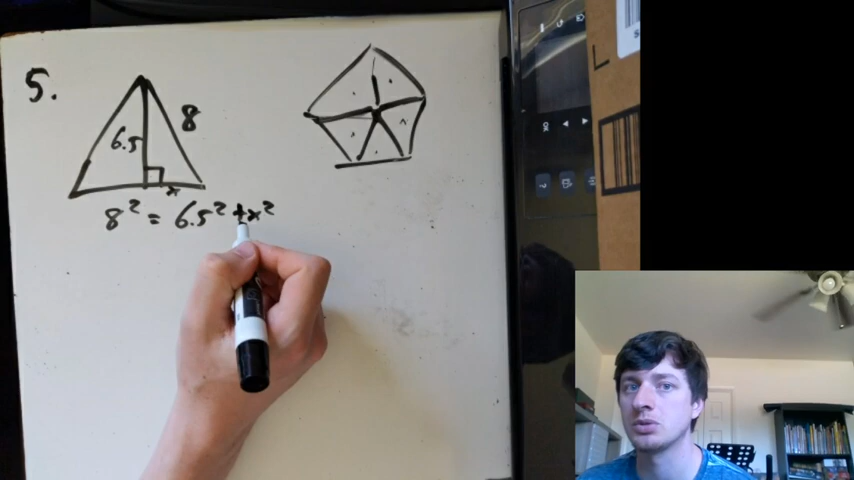 5.
8
6.5
x
8² = 6.5² + x²
L
S